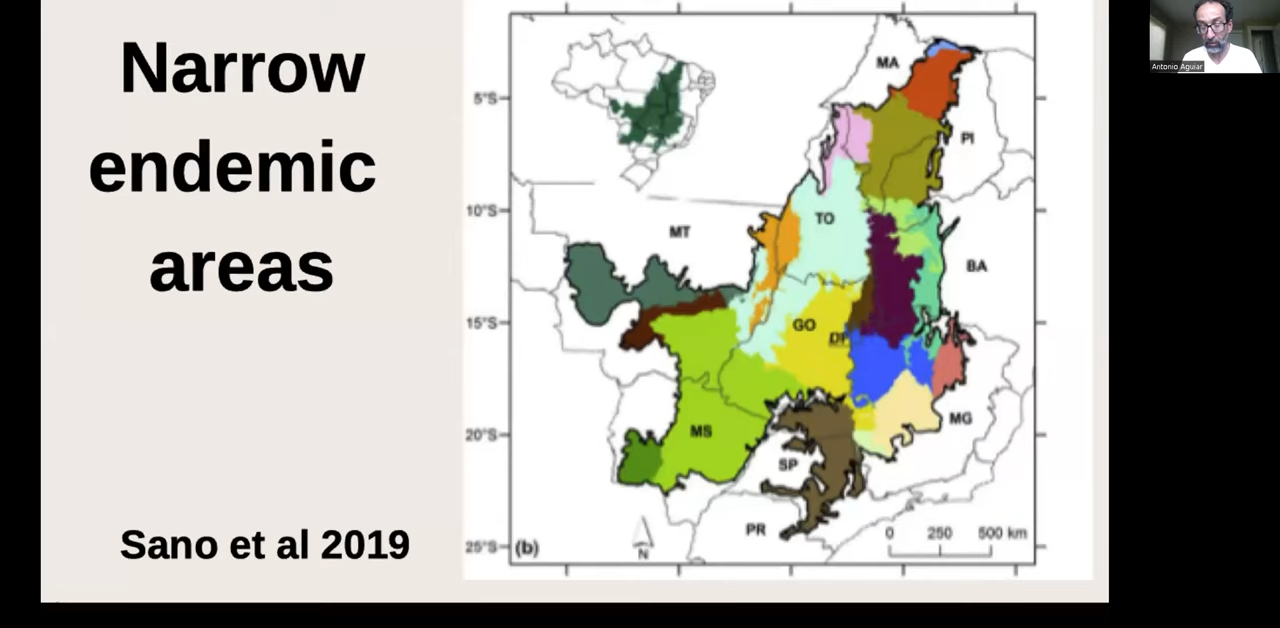 Narrow
endemic
areas
Sano et al 2019
5°S
10°S
15°S
20°S
25°S
MA
PI
TO
MT
BA
GO
DF
MS
MG
SP
PR
(b)
N
0 250 500 km
Antonio Aguiar